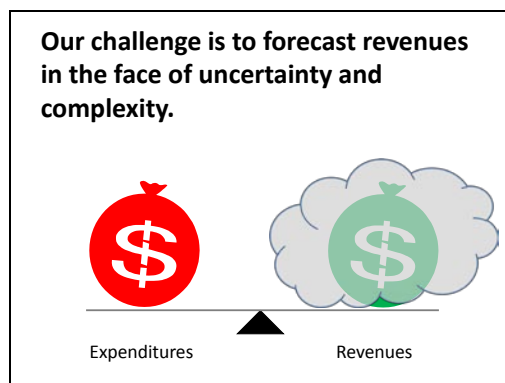 Our challenge is to forecast revenues
in the face of uncertainty and
complexity.
$ $
Expenditures Revenues